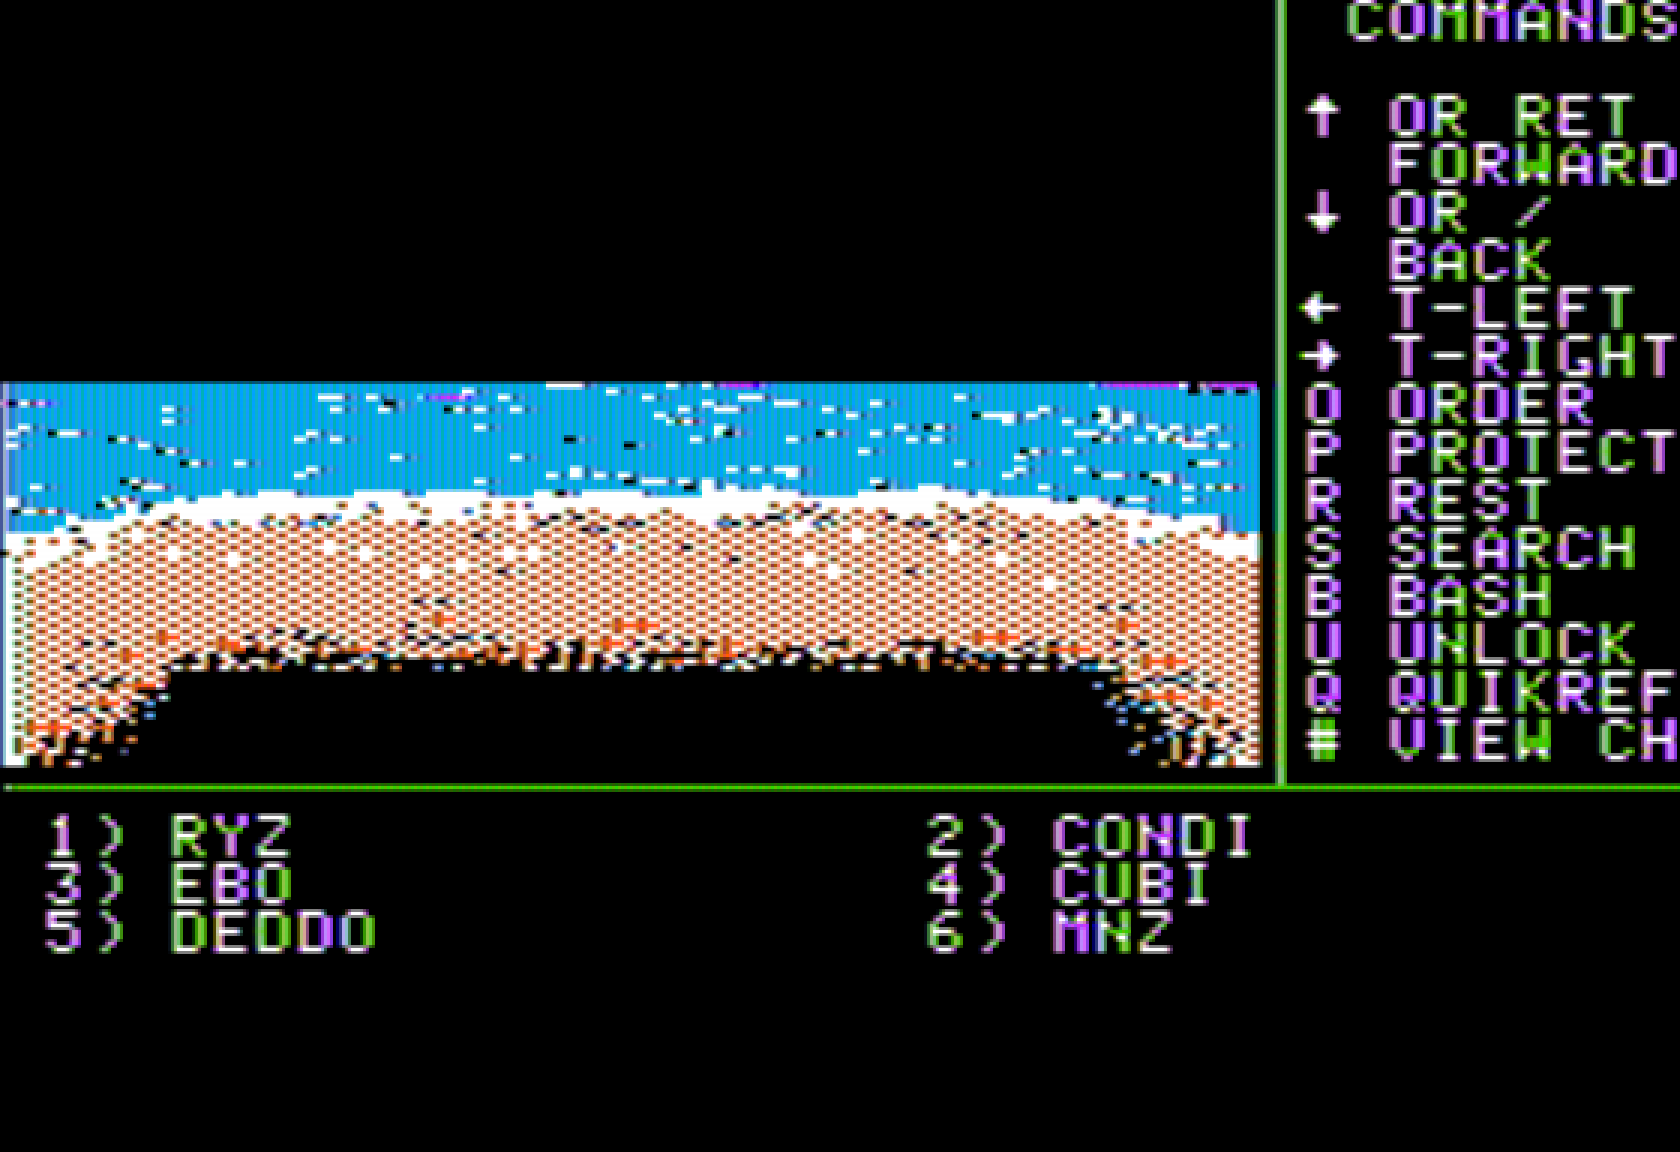 COMMANDS
↑ OR RET
FORWARD
↓ OR /
BACK
← T-LEFT
→ T-RIGHT
O ORDER
P PROTECT
R REST
S SEARCH
B BASH
U UNLOCK
Q QUIKREF
# VIEW CH
1) RYZ 2) CONDI
3) EBO 4) CUBI
5) DEDDO 6) MNZ